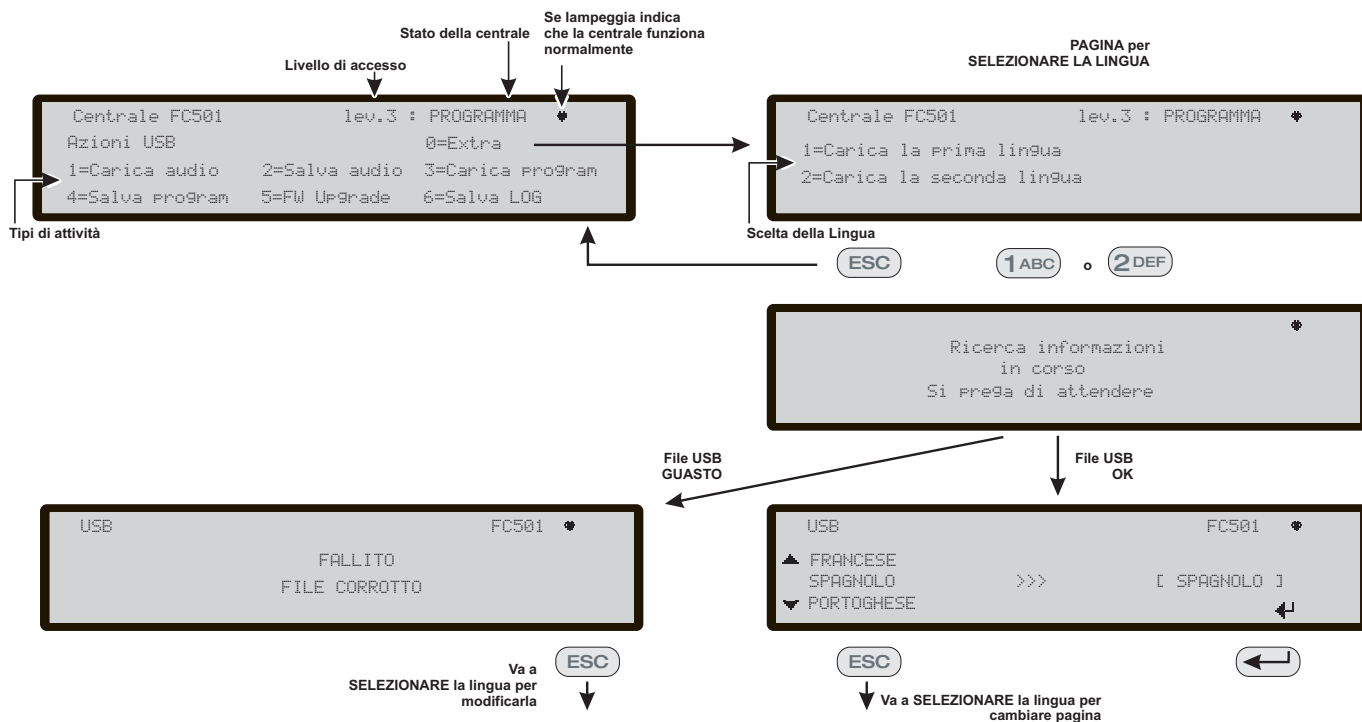 Se lampeggia indica
che la centrale funziona
normalmente
Stato della centrale
Livello di accesso
PAGINA per
SELEZIONARE LA LINGUA
Centrale FC501 lev.3 : PROGRAMMA
Azioni USB 0=Extra
1=Carica audio 2=Salva audio 3=Carica program
4=Salva program 5=FW Upgrade 6=Salva LOG
Tipi di attività
Centrale FC501 lev.3 : PROGRAMMA
1=Carica la prima lingua
2=Carica la seconda lingua
Scelta della Lingua
ESC 1 ABC o 2 DEF
Ricerca informazioni
in corso
Si prega di attendere
File USB
GUASTO
File USB
OK
USB FC501
FALLITO
FILE CORROTTO
USB FC501
FRANCESE
SPAGNOLO >>> [ SPAGNOLO ]
PORTOGHESE
Va a
SELEZIONARE la lingua per
modificarla
ESC
ESC
Va a SELEZIONARE la lingua per
cambiare pagina